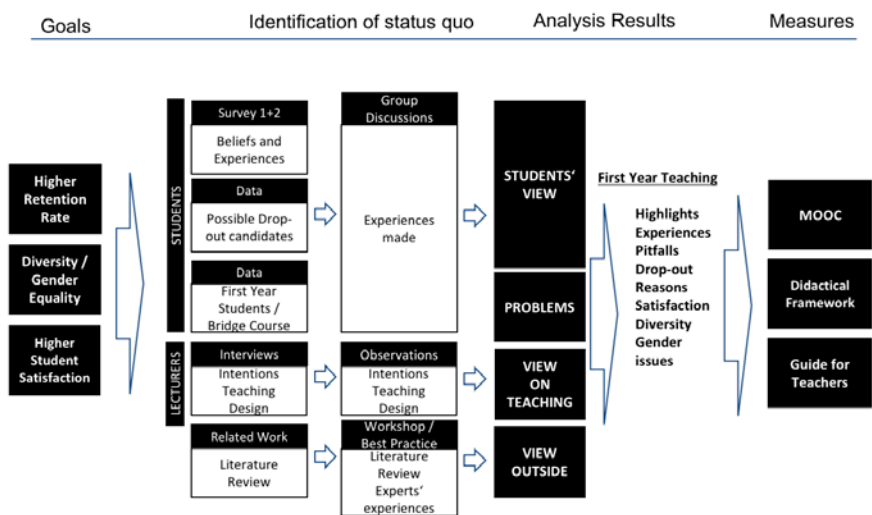 Goals
Identification of status quo
Analysis Results
Measures
Higher
Retention
Rate
Diversity /
Gender
Equality
Higher
Student
Satisfaction
STUDENTS
Survey 1+2
Beliefs and
Experiences
Data
Possible Drop-
out candidates
Data
First Year
Students /
Bridge Course
Group
Discussions
Experiences
made
LECTURERS
Interviews
Intentions
Teaching
Design
Observations
Intentions
Teaching
Design
Related Work
Literature
Review
Workshop /
Best Practice
Literature
Review
Experts'
experiences
STUDENTS'
VIEW
PROBLEMS
VIEW
ON
TEACHING
VIEW
OUTSIDE
First Year Teaching
Highlights
Experiences
Pitfalls
Drop-out
Reasons
Satisfaction
Diversity
Gender
issues
MOOC
Didactical
Framework
Guide for
Teachers